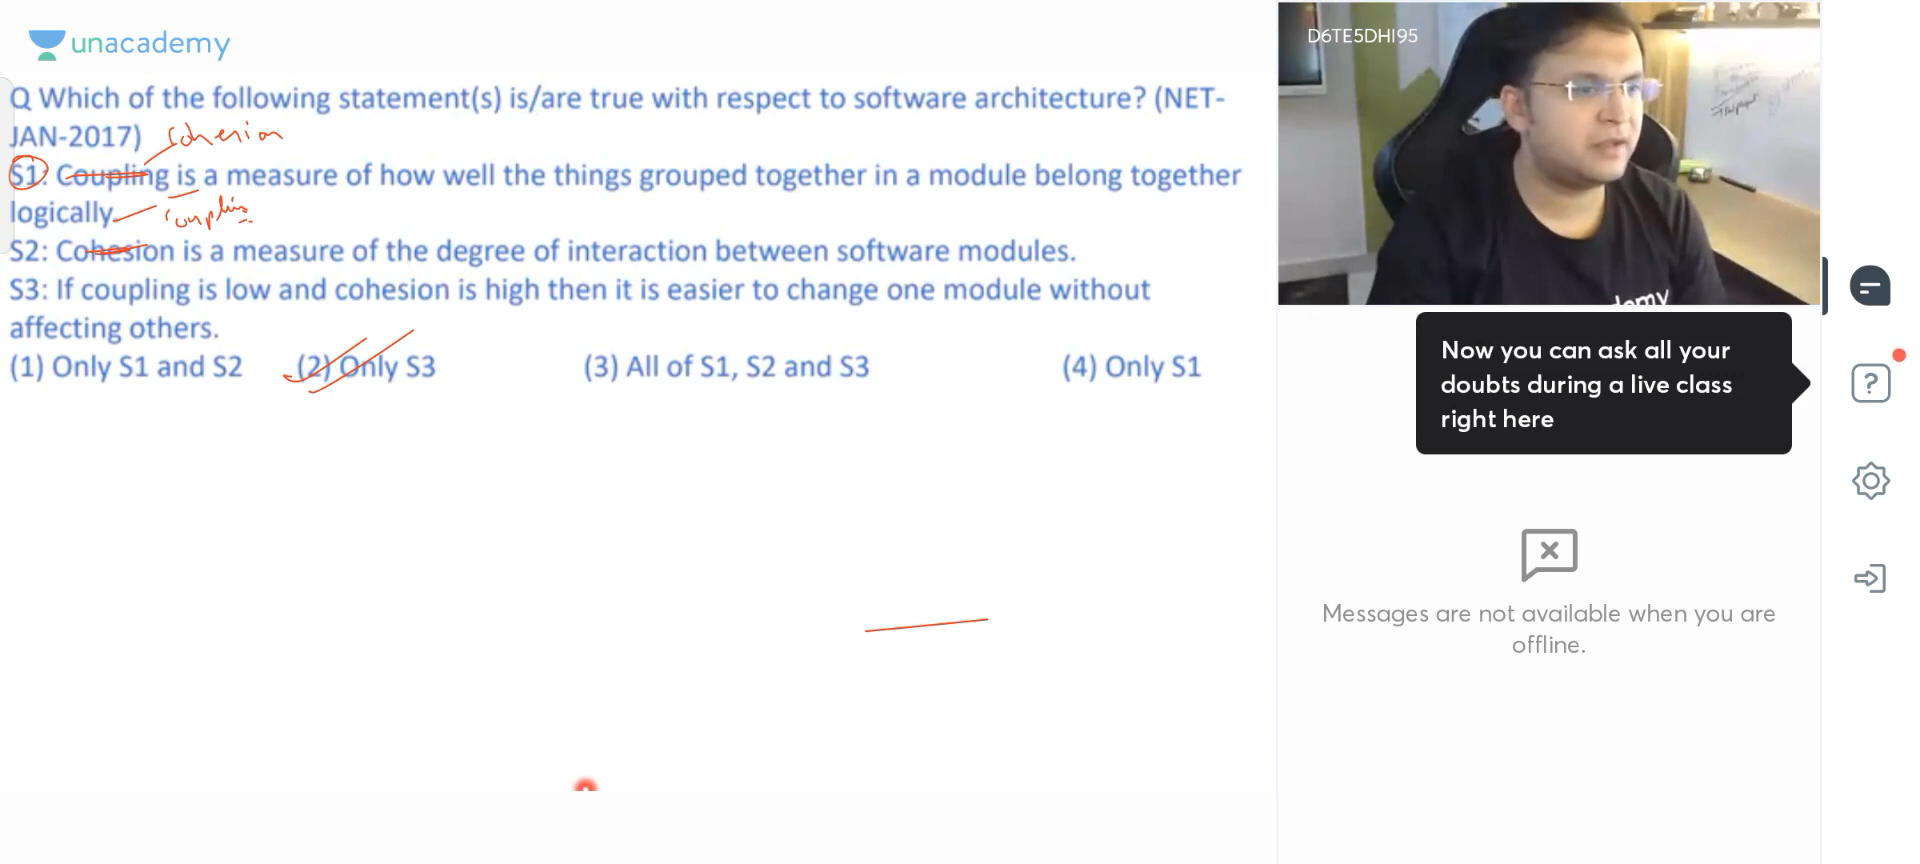 unacademy
Q Which of the following statement(s) is/are true with respect to software architecture? (NET-
JAN-2017)
cohesion
S1: Coupling is a measure of how well the things grouped together in a module belong together
logically.
coupling
S2: Cohesion is a measure of the degree of interaction between software modules.
S3: If coupling is low and cohesion is high then it is easier to change one module without
affecting others.
(1) Only S1 and S2 (2) Only S3 (3) All of S1, S2 and S3 (4) Only S1
D6TE5DHI95
demy
Now you can ask all your
doubts during a live class
right here
?
Messages are not available when you are
offline.